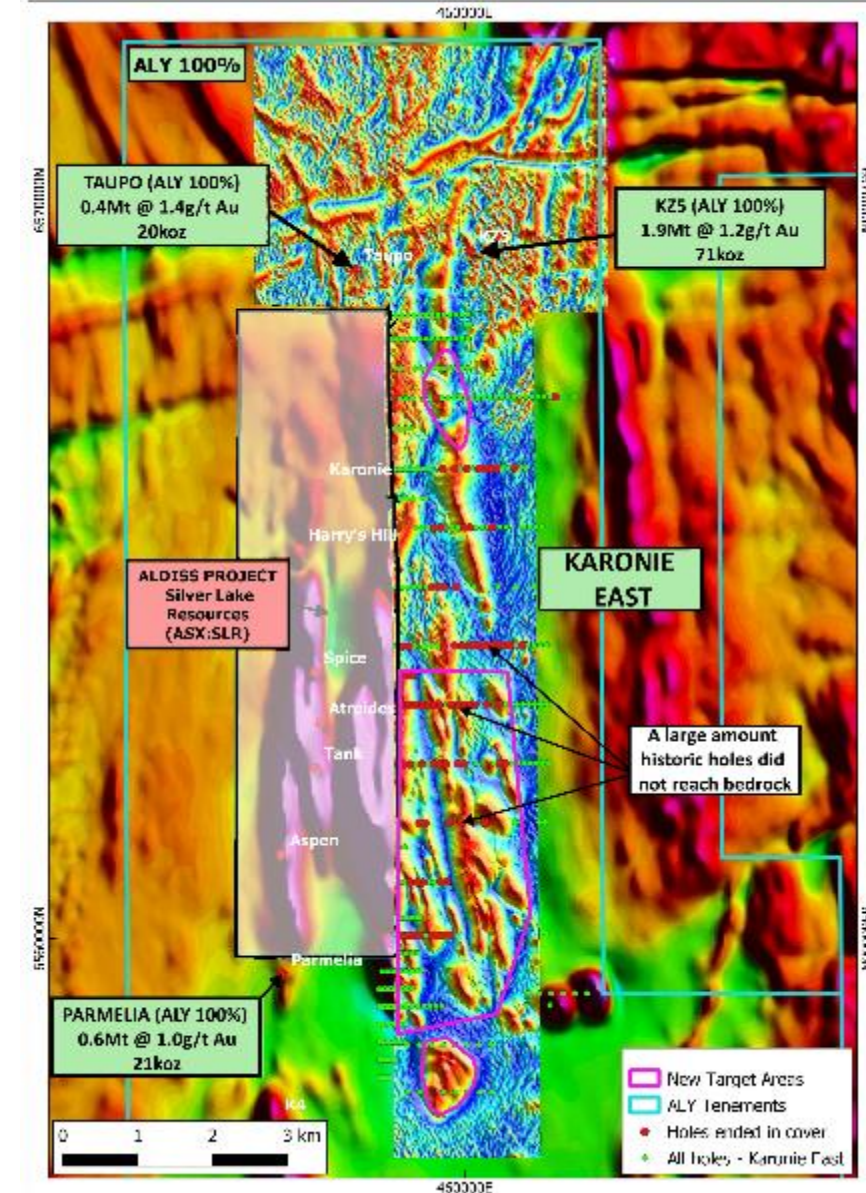 450000E
ALY 100%
6570000N
TAUPO (ALY 100%)
0.4Mt @ 1.4g/t Au
20koz
KZ5 (ALY 100%)
1.9Mt @ 1.2g/t Au
71koz
Taupo
KZ5
Karonie
Harry's Hill
KARONIE
EAST
ALDISS PROJECT
Silver Lake
Resources
(ASX:SLR)
Spice
Atreides
Tank
A large amount
historic holes did
not reach bedrock
Aspen
6560000N
Parmelia
PARMELIA (ALY 100%)
0.6Mt @ 1.0g/t Au
21koz
New Target Areas
ALY Tenements
Holes ended in cover
All holes - Karonie East
0 1 2 3 km
450000E